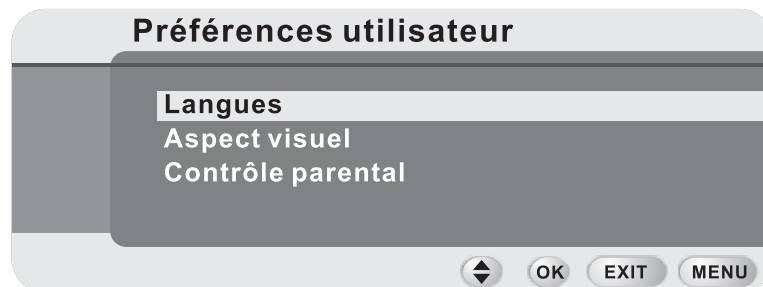 Préférences utilisateur
Langues
Aspect visuel
Contrôle parental
OK EXIT MENU